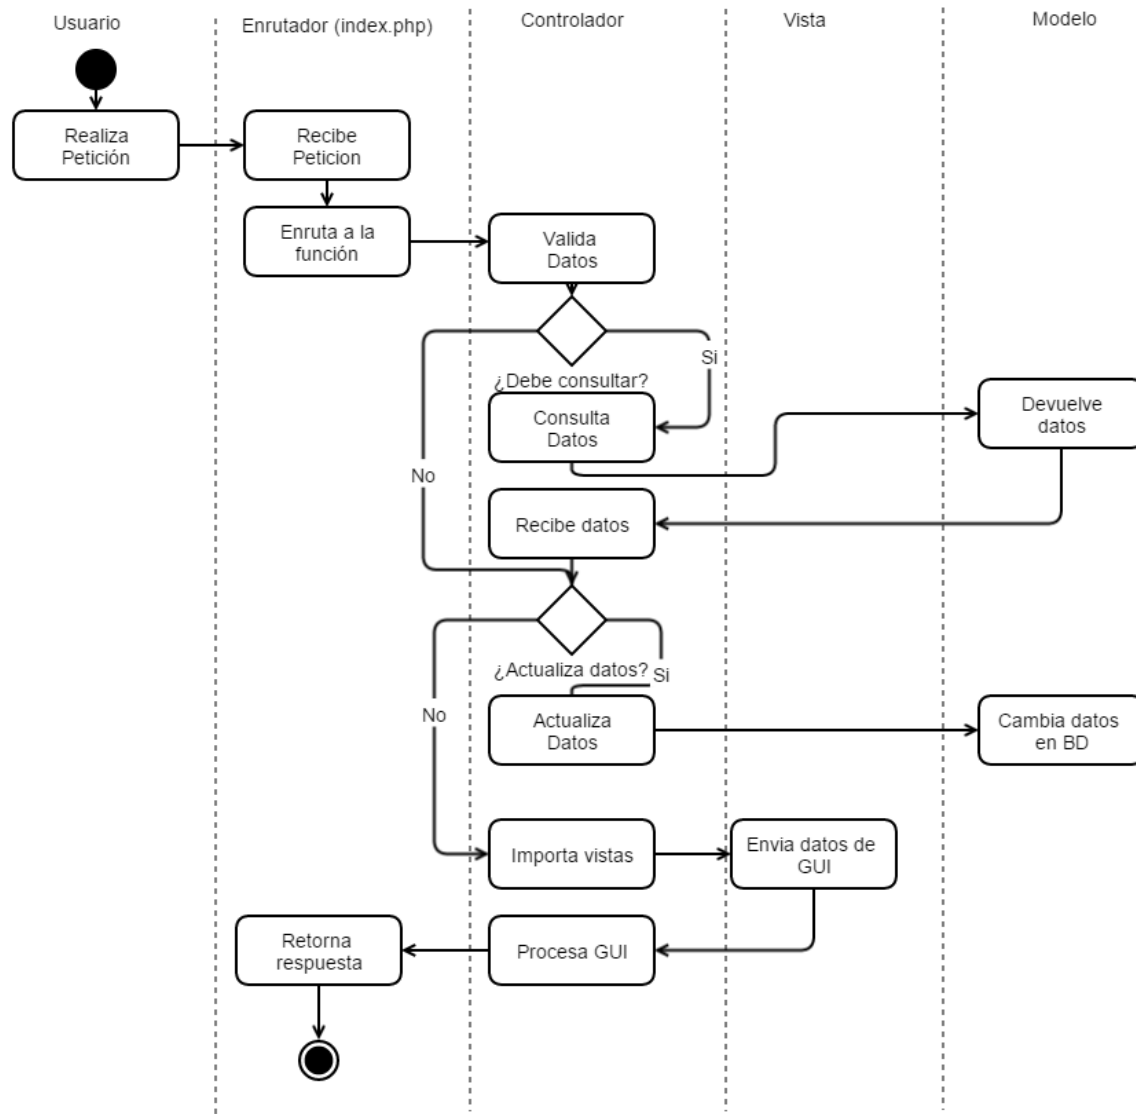 Usuario
Enrutador (index.php)
Controlador
Vista
Modelo
Realiza
Petición
Recibe
Peticion
Enruta a la
función
Valida
Datos
Si
¿Debe consultar?
Consulta
Datos
Devuelve
datos
No
Recibe datos
¿Actualiza datos?
Si
No
Actualiza
Datos
Cambia datos
en BD
Importa vistas
Envia datos de
GUI
Procesa GUI
Retorna
respuesta